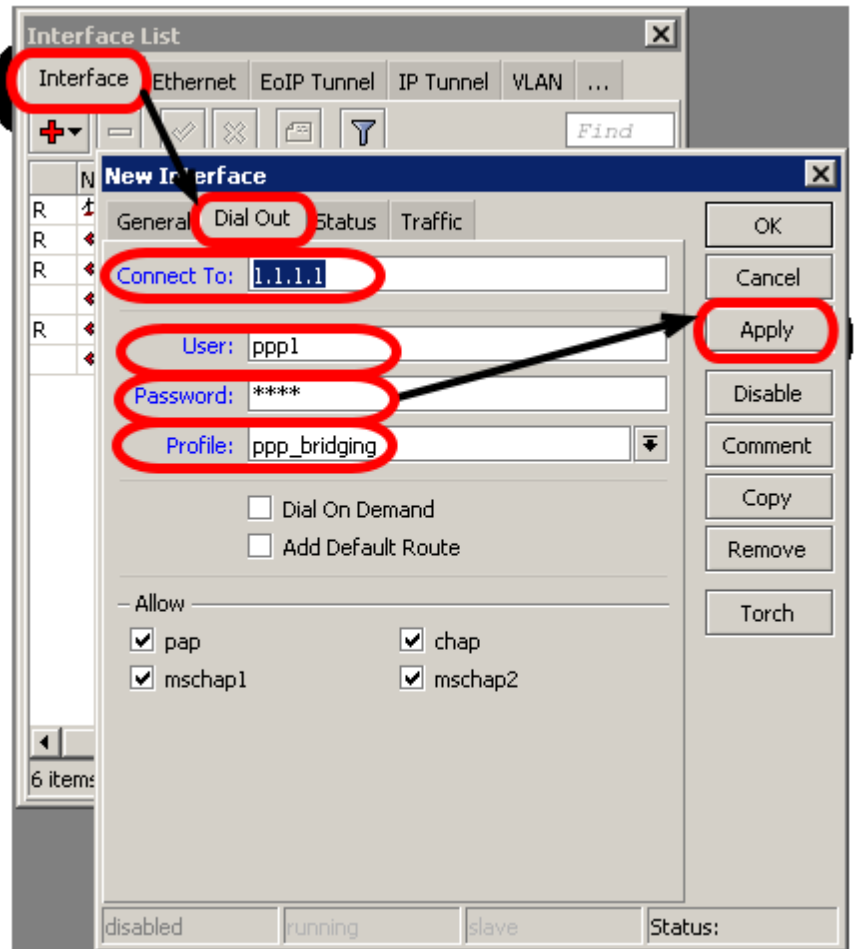 Interface List
Interface Ethernet EoIP Tunnel IP Tunnel VLAN ...
Find
N
New Interface
R
R
R
R
General Dial Out Status Traffic
Connect To: 1.1.1.1
User: ppp1
Password: ****
Profile: ppp_bridging
Dial On Demand
Add Default Route
Allow
pap chap
mschap1 mschap2
OK
Cancel
Apply
Disable
Comment
Copy
Remove
Torch
6 items
disabled running slave Status: